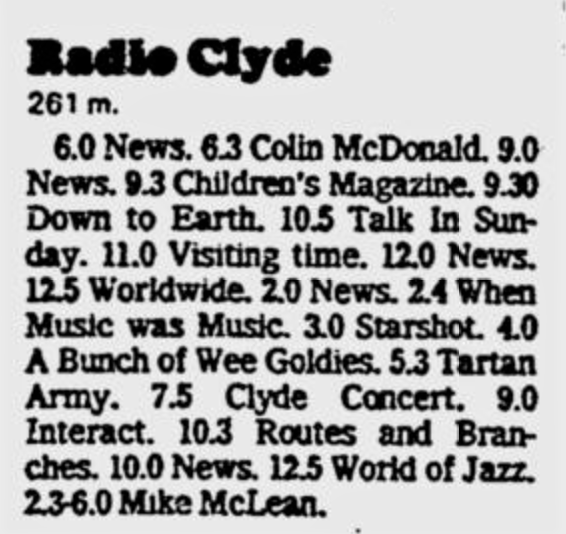 Radio Clyde
261 m.
6.0 News. 6.3 Colin McDonald. 9.0
News. 9.3 Children's Magazine. 9.30
Down to Earth. 10.5 Talk In Sun-
day. 11.0 Visiting time. 12.0 News.
12.5 Worldwide. 2.0 News. 2.4 When
Music was Music. 3.0 Starshot. 4.0
A Bunch of Wee Goldies. 5.3 Tartan
Army. 7.5 Clyde Concert. 9.0
Interact. 10.3 Routes and Bran-
ches. 10.0 News. 12.5 World of Jazz.
2.3-6.0 Mike McLean.